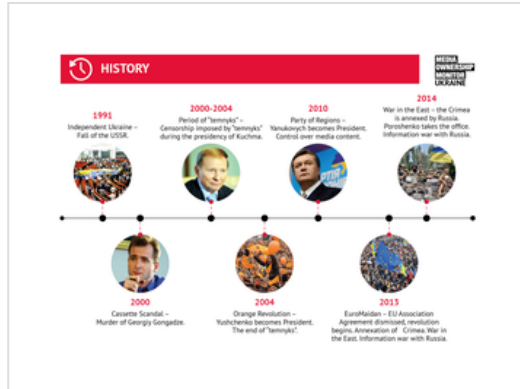 HISTORY
MEDIA
OWNERSHIP
MONITOR
UKRAINE
1991
Independent Ukraine –
Fall of the USSR.
2000-2004
Period of "temnyks" –
Censorship imposed by "temnyks"
during the presidency of Kuchma.
2010
Party of Regions –
Yanukovych becomes President.
Control over media content.
2014
War in the East – the Crimea
is annexed by Russia.
Poroshenko takes the office.
Information war with Russia.
2000
Cassette Scandal –
Murder of Georgiy Gongadze.
2004
Orange Revolution –
Yushchenko becomes President.
The end of "temnyks".
2013
EuroMaidan – EU Association
Agreement dismissed, revolution
begins. Annexation of Crimea. War in
the East. Information war with Russia.